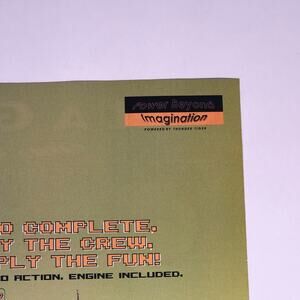 Power Beyond
Imagination
POWERED BY THUNDER TIGER
O COMPLETE.
Y THE CREW.
PLY THE FUN!
O ACTION. ENGINE INCLUDED.